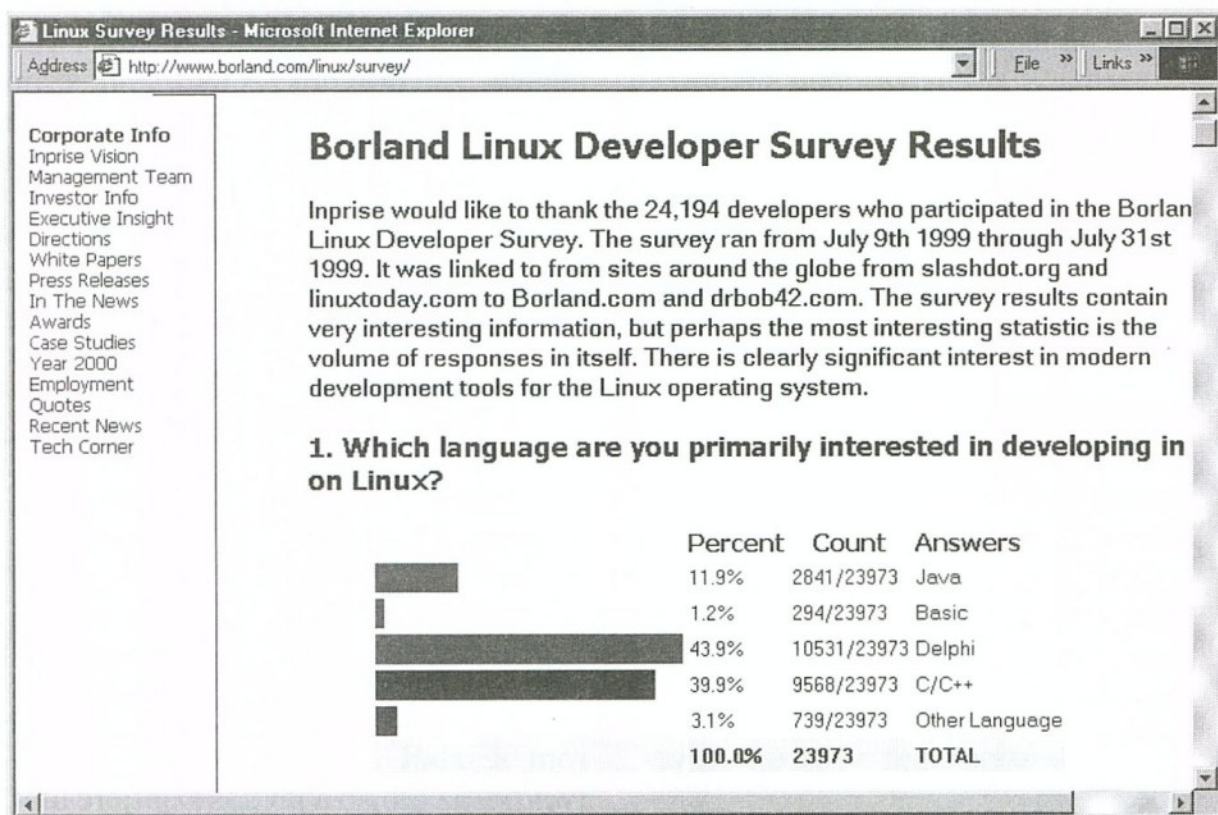 Linux Survey Results - Microsoft Internet Explorer
Address http://www.borland.com/linux/survey/ File » Links »
Corporate Info
Inprise Vision
Management Team
Investor Info
Executive Insight
Directions
White Papers
Press Releases
In The News
Awards
Case Studies
Year 2000
Employment
Quotes
Recent News
Tech Corner
Borland Linux Developer Survey Results
Inprise would like to thank the 24,194 developers who participated in the Borlan
Linux Developer Survey. The survey ran from July 9th 1999 through July 31st
1999. It was linked to from sites around the globe from slashdot.org and
linuxtoday.com to Borland.com and drbob42.com. The survey results contain
very interesting information, but perhaps the most interesting statistic is the
volume of responses in itself. There is clearly significant interest in modern
development tools for the Linux operating system.
1. Which language are you primarily interested in developing in
on Linux?
Percent Count Answers
11.9% 2841/23973 Java
1.2% 294/23973 Basic
43.9% 10531/23973 Delphi
39.9% 9568/23973 C/C++
3.1% 739/23973 Other Language
100.0% 23973 TOTAL